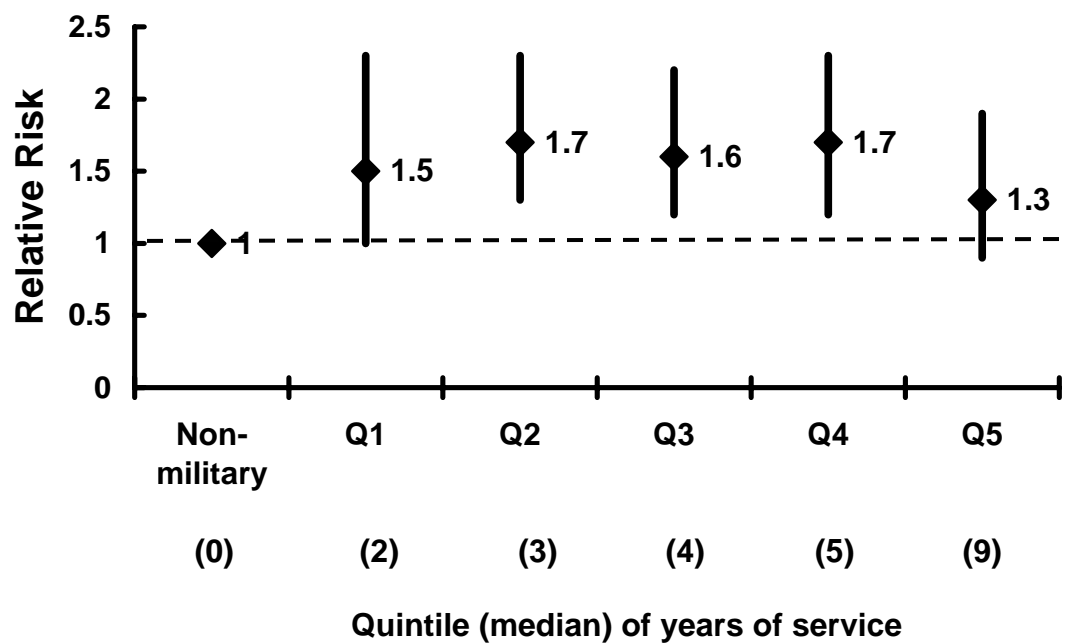 Relative Risk
2.5
2
1.5
1
0.5
0
1
1.5
1.7
1.6
1.7
1.3
Non-
military
Q1
Q2
Q3
Q4
Q5
(0)
(2)
(3)
(4)
(5)
(9)
Quintile (median) of years of service